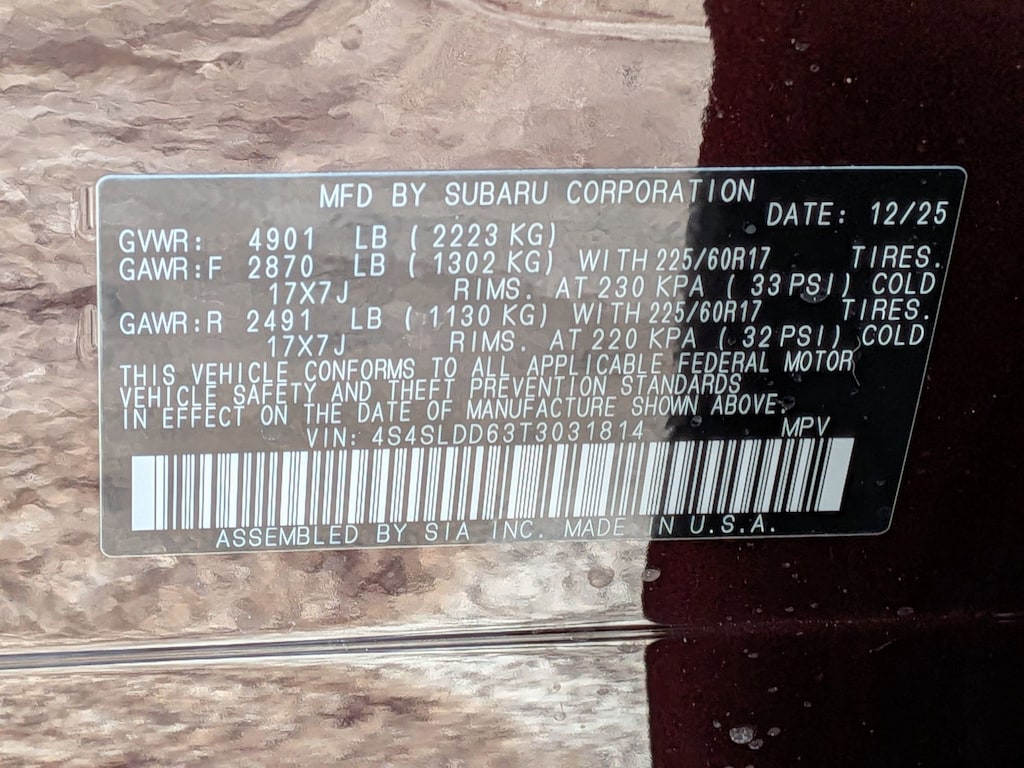 MFD BY SUBARU CORPORATION
DATE: 12/25
GVWR: 4901 LB ( 2223 KG)
GAWR:F 2870 LB ( 1302 KG) WITH 225/60R17 TIRES.
17X7J RIMS. AT 230 KPA ( 33 PSI) COLD
GAWR:R 2491 LB ( 1130 KG) WITH 225/60R17 TIRES.
17X7J RIMS. AT 220 KPA ( 32 PSI) COLD
THIS VEHICLE CONFORMS TO ALL APPLICABLE FEDERAL MOTOR
VEHICLE SAFETY AND THEFT PREVENTION STANDARDS
IN EFFECT ON THE DATE OF MANUFACTURE SHOWN ABOVE.
VIN: 4S4SLDD63T3031814 MPV
ASSEMBLED BY SIA INC. MADE IN U.S.A.